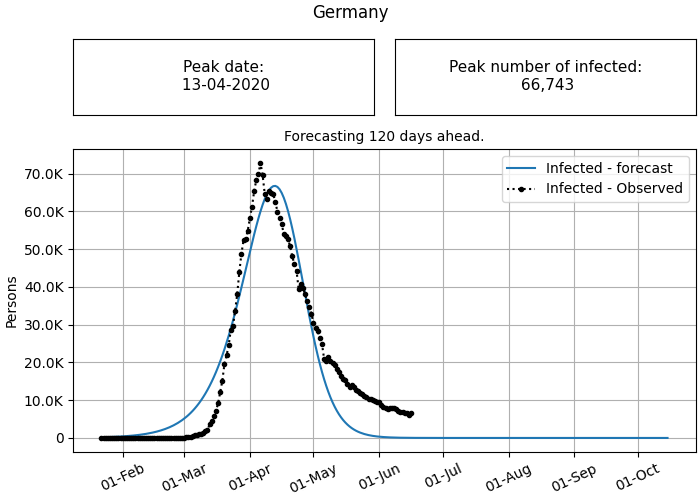 Germany
Peak date:
13-04-2020
Peak number of infected:
66,743
Forecasting 120 days ahead.
Infected - forecast
Infected - Observed
70.0K
60.0K
50.0K
40.0K
30.0K
20.0K
10.0K
0
Persons
01-Feb
01-Mar
01-Apr
01-May
01-Jun
01-Jul
01-Aug
01-Sep
01-Oct